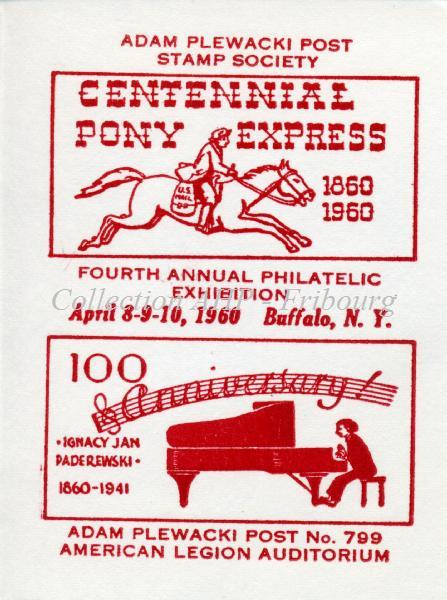 ADAM PLEWACKI POST
STAMP SOCIETY
CENTENNIAL
PONY EXPRESS
U.S.
MAIL
1860
1960
FOURTH ANNUAL PHILATELIC
EXHIBITION
Collection AHP - Fribourg
April 8-9-10, 1960 Buffalo, N. Y.
100
Anniversary!
• IGNACY JAN
PADEREWSKI •
1860-1941
ADAM PLEWACKI POST No. 799
AMERICAN LEGION AUDITORIUM